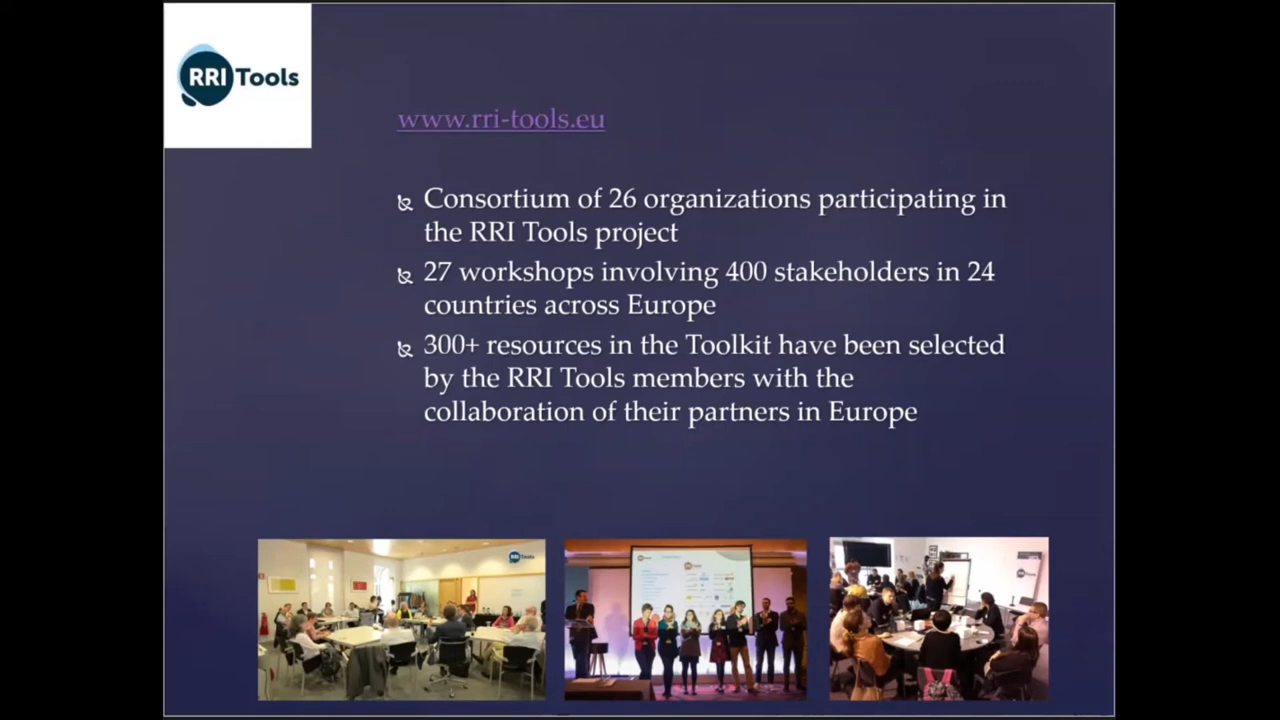 RRI Tools
www.rri-tools.eu
Consortium of 26 organizations participating in
the RRI Tools project
27 workshops involving 400 stakeholders in 24
countries across Europe
300+ resources in the Toolkit have been selected
by the RRI Tools members with the
collaboration of their partners in Europe
RRI Tools